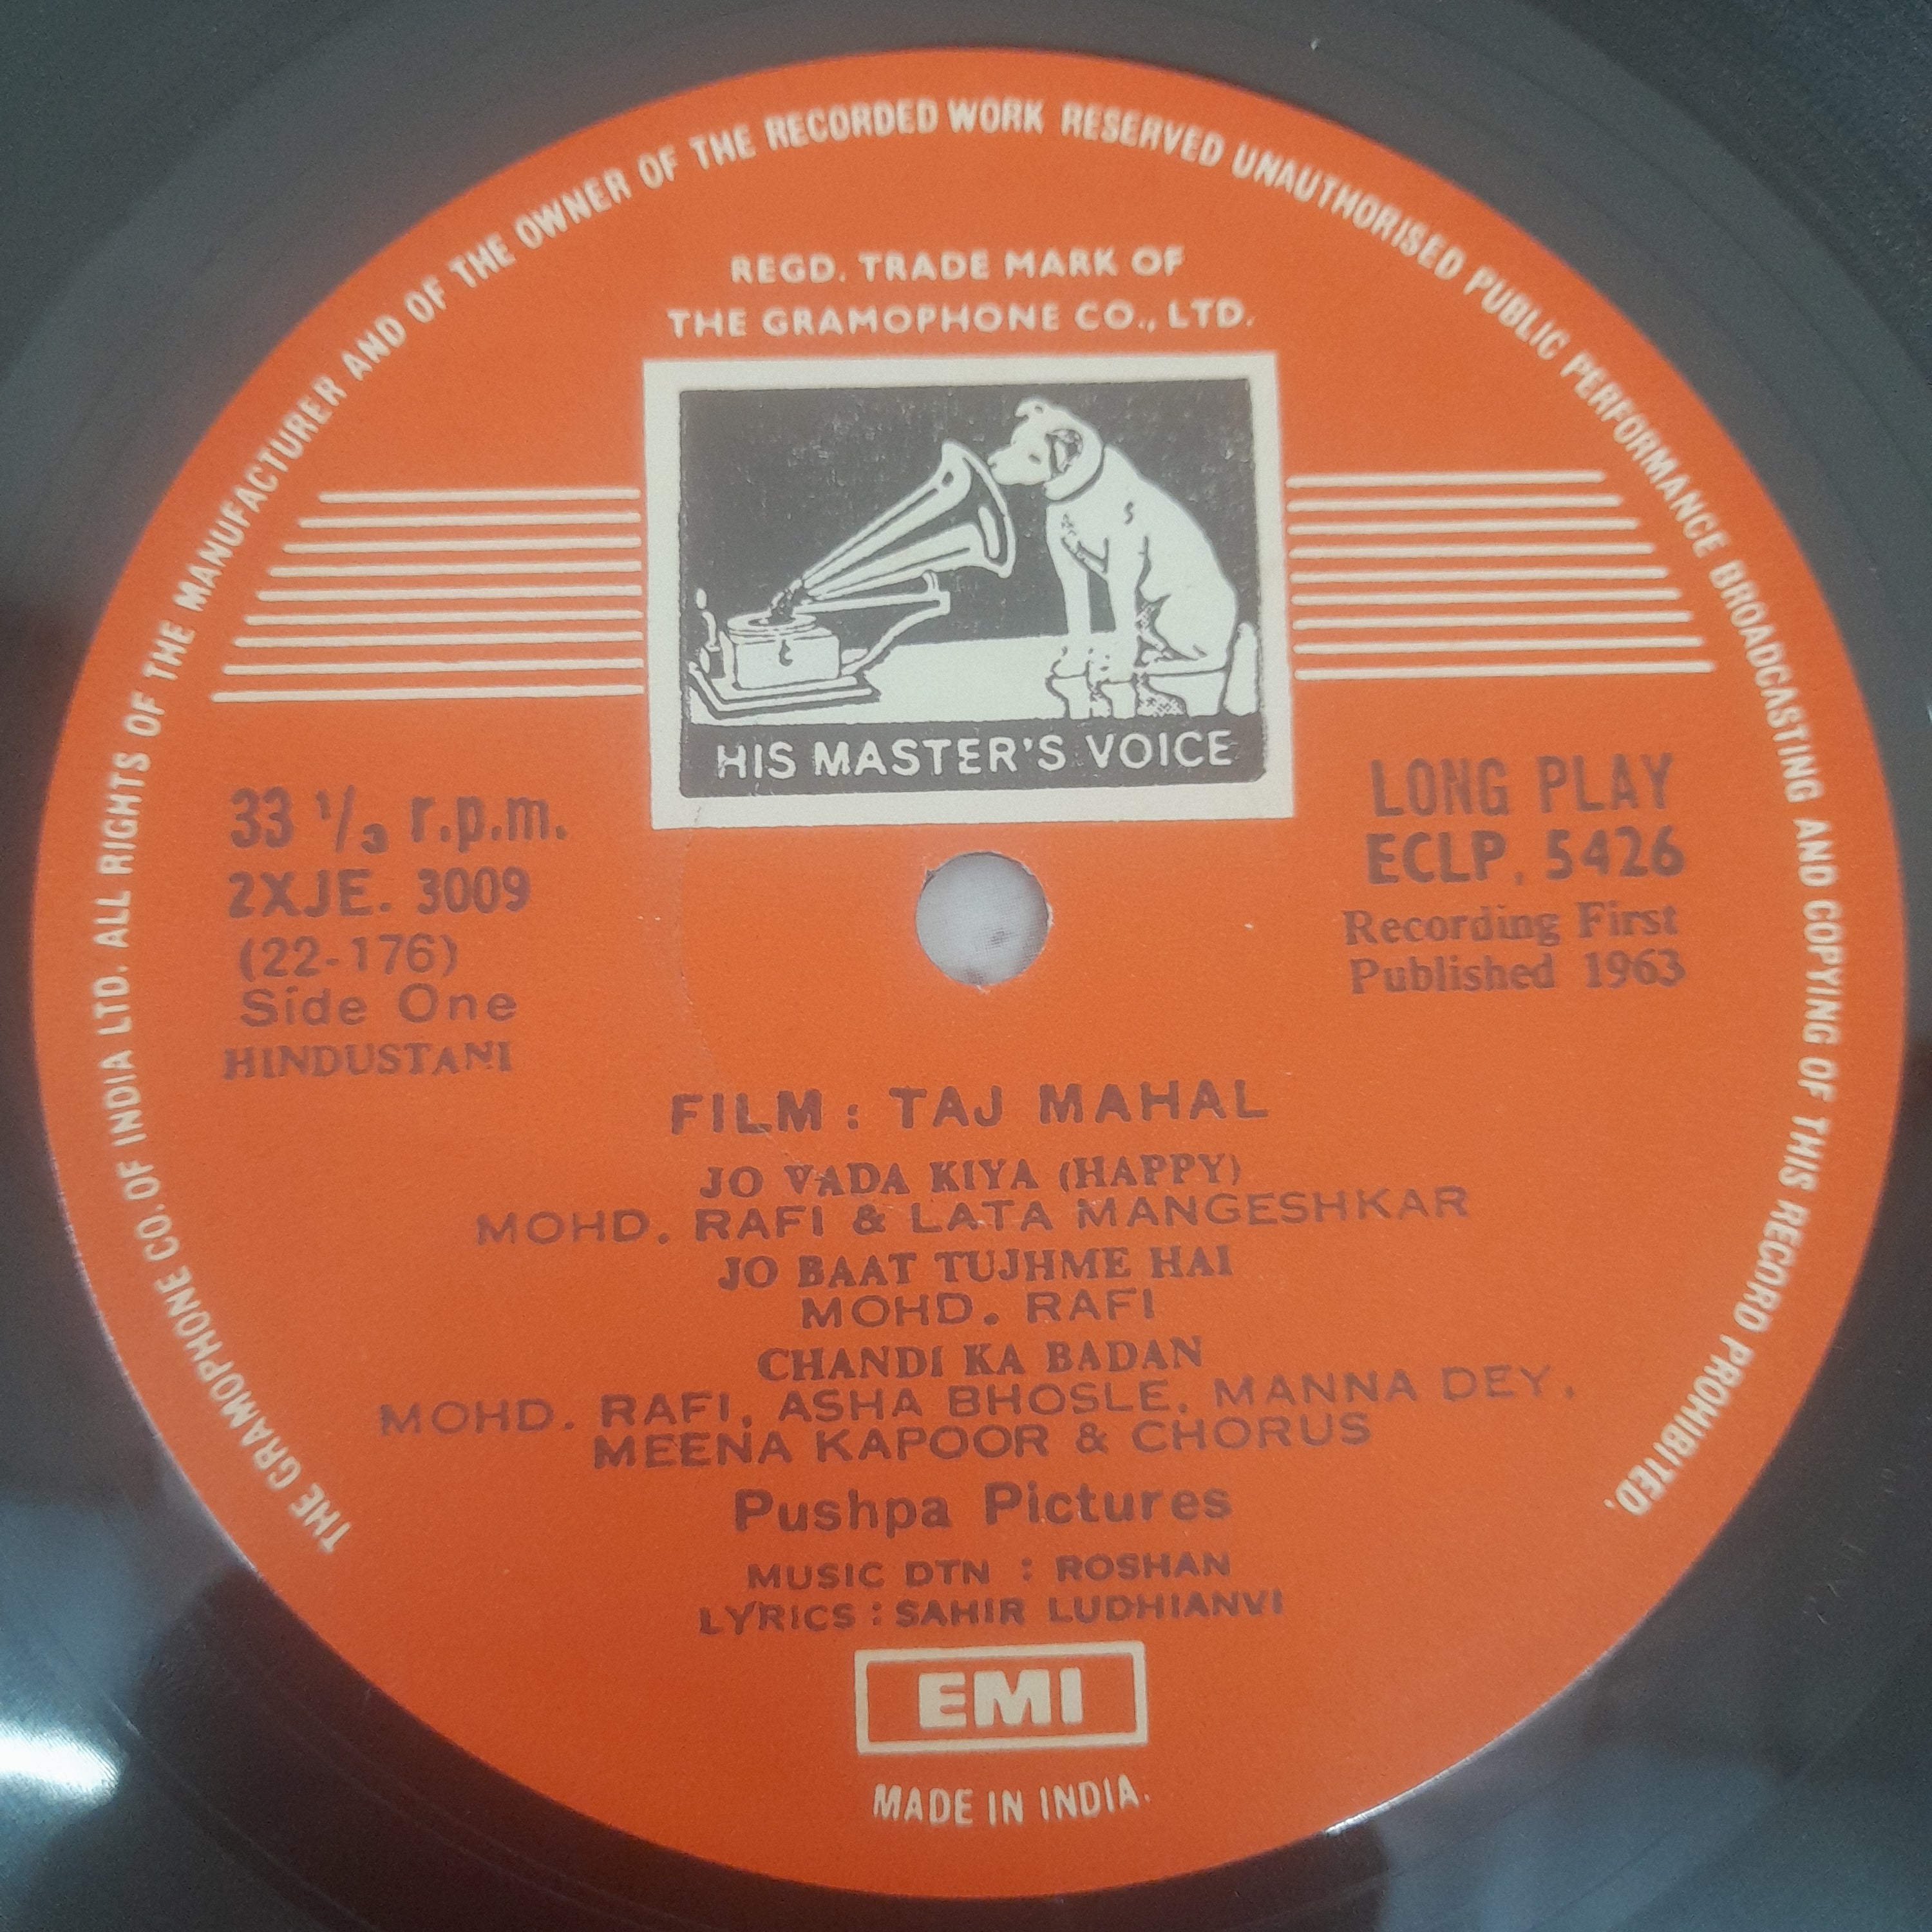 THE GRAMOPHONE CO. OF INDIA LTD. ALL RIGHTS OF THE MANUFACTURER AND OF THE OWNER OF THE RECORDED WORK RESERVED UNAUTHORISED PUBLIC PERFORMANCE BROADCASTING AND COPYING OF THIS RECORD PROHIBITED.
REGD. TRADE MARK OF
THE GRAMOPHONE CO., LTD.
HIS MASTER'S VOICE
33 1/3 r.p.m.
2XJE. 3009
(22-176)
Side One
HINDUSTANI
LONG PLAY
ECLP. 5426
Recording First
Published 1963
FILM : TAJ MAHAL
JO VADA KIYA (HAPPY)
MOHD. RAFI & LATA MANGESHKAR
JO BAAT TUJHME HAI
MOHD. RAFI
CHANDI KA BADAN
MOHD. RAFI, ASHA BHOSLE, MANNA DEY,
MEENA KAPOOR & CHORUS
Pushpa Pictures
MUSIC DTN : ROSHAN
LYRICS : SAHIR LUDHIANVI
EMI
MADE IN INDIA.